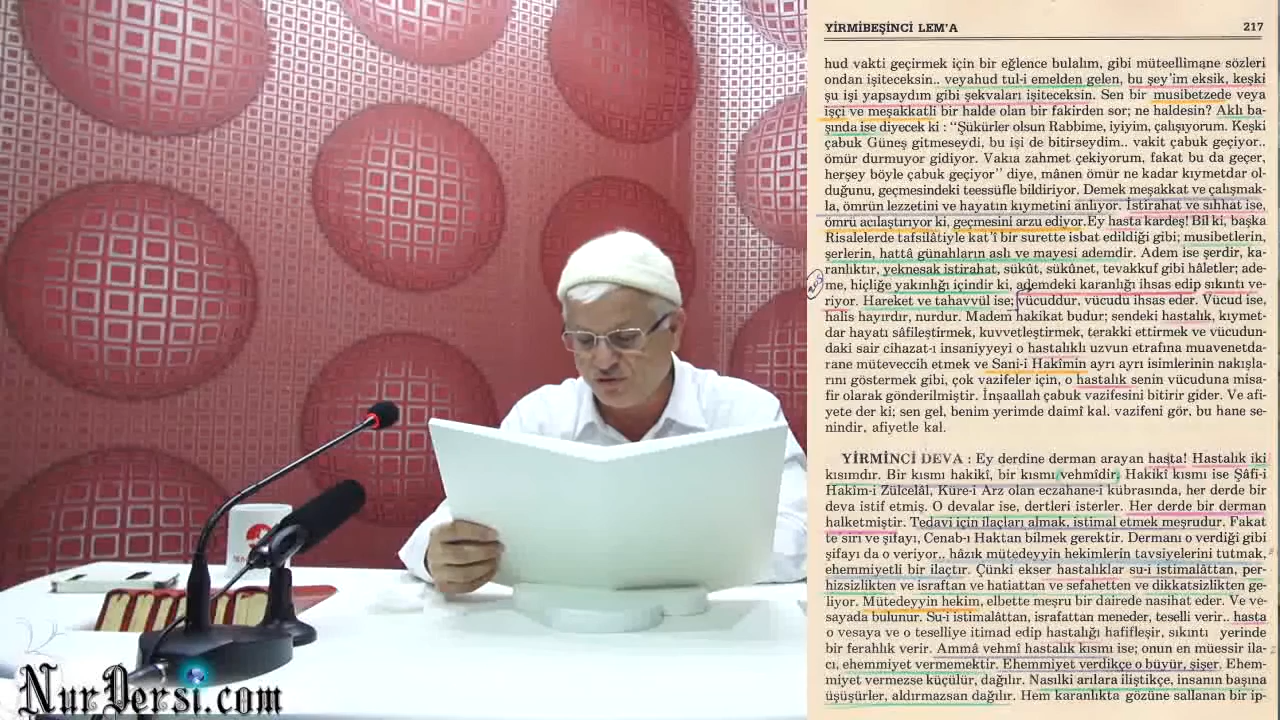 YİRMİBEŞİNCİ LEM'A 217
hud vakti geçirmek için bir eğlence bulalım, gibi müteellimane sözleri
ondan işiteceksin.. veyahud tul-i emelden gelen, bu şey'im eksik, keşki
şu işi yapsaydım gibi şekvaları işiteceksin. Sen bir musibetzede veya
işçi ve meşakkatli bir halde olan bir fakirden sor; ne haldesin? Aklı ba-
şında ise diyecek ki : "Şükürler olsun Rabbime, iyiyim, çalışıyorum. Keşki
çabuk Güneş gitmeseydi, bu işi de bitirseydim.. vakit çabuk geçiyor..
ömür durmuyor gidiyor. Vakıa zahmet çekiyorum, fakat bu da geçer,
herşey böyle çabuk geçiyor" diye, mânen ömür ne kadar kıymetdar ol-
duğunu, geçmesindeki teessüfle bildiriyor. Demek meşakkat ve çalışmak-
la, ömrün lezzetini ve hayatın kıymetini anlıyor. İstirahat ve sıhhat ise,
ömrü acılaştırıyor ki, geçmesini arzu ediyor. Ey hasta kardeş! Bil ki, başka
Risalelerde tafsilâtiyle kat'î bir surette isbat edildiği gibi; musibetlerin,
şerlerin, hattâ günahların aslı ve mayesi ademdir. Adem ise şerdir, ka-
ranlıktır, yeknesak istirahat, sükût, sükûnet, tevakkuf gibi hâletler; ade-
me, hiçliğe yakınlığı içindir ki, ademdeki karanlığı ihsas edip sıkıntı ve-
riyor. Hareket ve tahavvül ise; vücuddur, vücudu ihsas eder. Vücud ise,
halis hayırdır, nurdur. Madem hakikat budur; sendeki hastalık, kıymet-
dar hayatı sâfileştirmek, kuvvetleştirmek, terakki ettirmek ve vücudun-
daki sair cihazat-ı insaniyyeyi o hastalıklı uzvun etrafına muavenetda-
rane müteveccih etmek ve Sani-i Hakîmin ayrı ayrı isimlerinin nakışla-
rını göstermek gibi, çok vazifeler için, o hastalık senin vücuduna misa-
fir olarak gönderilmiştir. İnşaallah çabuk vazifesini bitirir gider. Ve afi-
yete der ki; sen gel, benim yerimde daimî kal. vazifeni gör, bu hane se-
nindir, afiyetle kal.
YİRMİNCİ DEVA : Ey derdine derman arayan hasta! Hastalık iki
kısımdır. Bir kısmı hakikî, bir kısmı vehmîdir. Hakikî kısmı ise Şâfi-i
Hakîm-i Zülcelâl, Küre-i Arz olan eczahane-i kübrasında, her derde bir
deva istif etmiş. O devalar ise, dertleri isterler. Her derde bir derman
halketmiştir. Tedavi için ilaçları almak, istimal etmek meşrudur. Fakat
te'siri ve şifayı, Cenab-ı Haktan bilmek gerektir. Dermanı o verdiği gibi
şifayı da o veriyor.. hâzık mütedeyyin hekimlerin tavsiyelerini tutmak,
ehemmiyetli bir ilaçtır. Çünki ekser hastalıklar su-i istimalâttan, per-
hizsizlikten ve israftan ve hatiattan ve sefahetten ve dikkatsizlikten ge-
liyor. Mütedeyyin hekim, elbette meşru bir dairede nasihat eder. Ve ve-
sayada bulunur. Su-i istimalâttan, israfattan meneder, teselli verir.. hasta
o vesaya ve o teselliye itimad edip hastalığı hafifleşir, sıkıntı yerinde
bir ferahlık verir. Ammâ vehmî hastalık kısmı ise; onun en müessir ila-
cı, ehemmiyet vermemektir. Ehemmiyet verdikçe o büyür, şişer. Ehem-
miyet vermezse küçülür, dağılır. Nasılki arılara iliştikçe, insanın başına
üşüşürler, aldırmazsan dağılır. Hem karanlıkta gözüne sallanan bir ip-
NurDersi.com